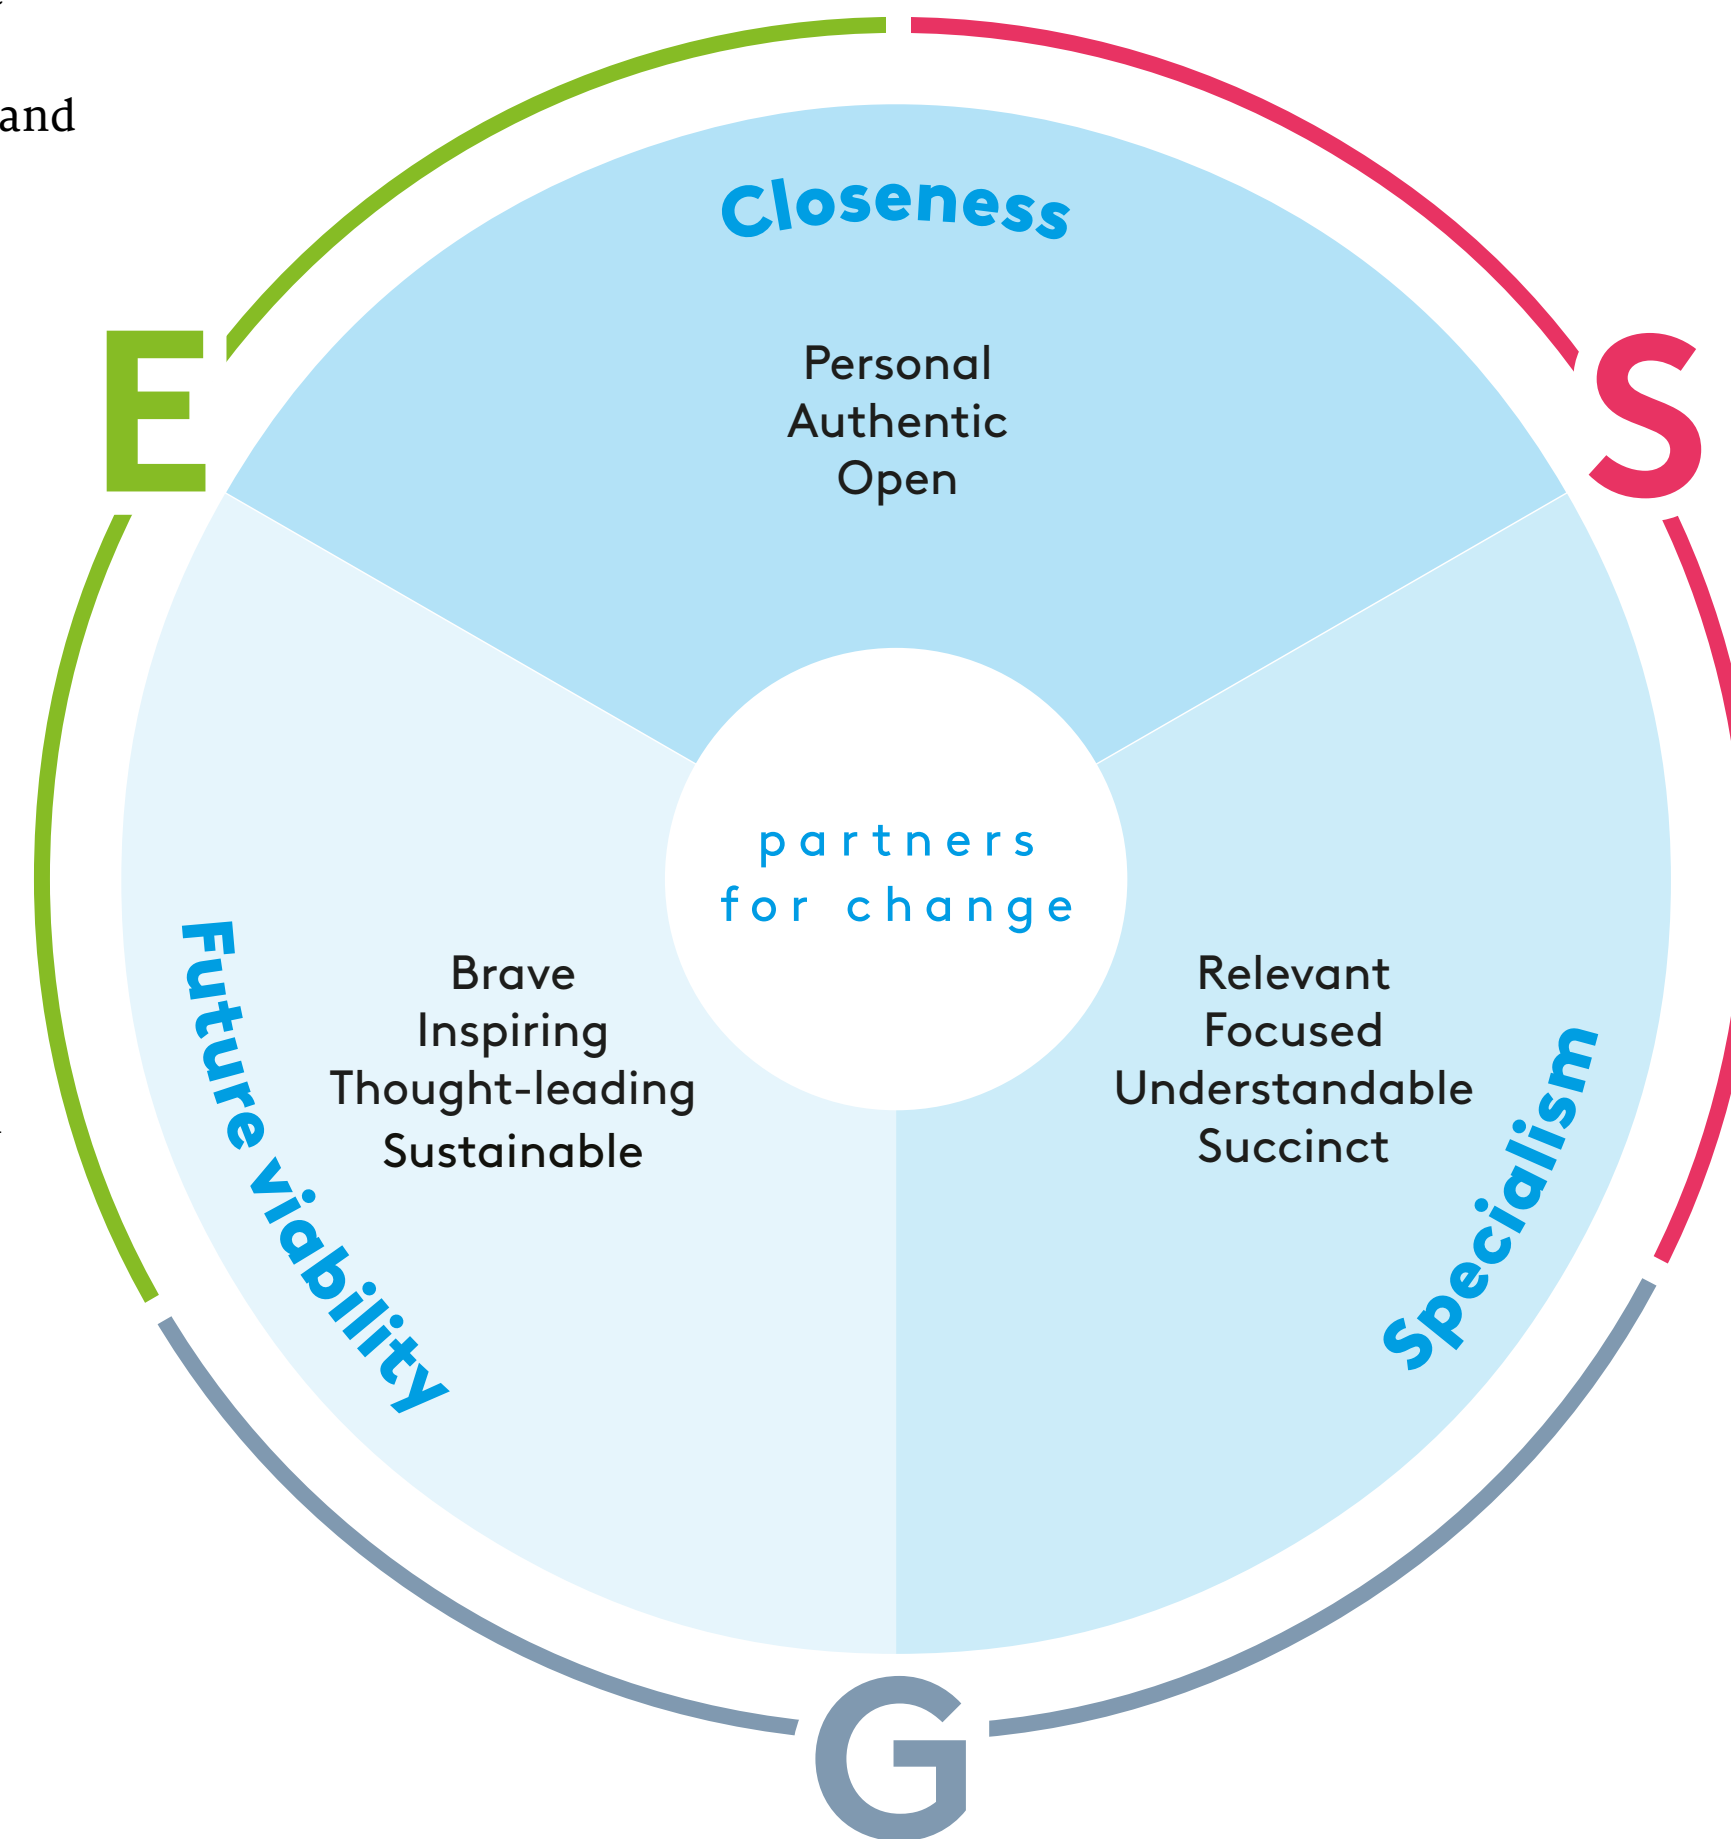 and
E
S
Closeness
Personal
Authentic
Open
partners
for change
Future viability
Brave
Inspiring
Thought-leading
Sustainable
Relevant
Focused
Understandable
Succinct
Specialism
G